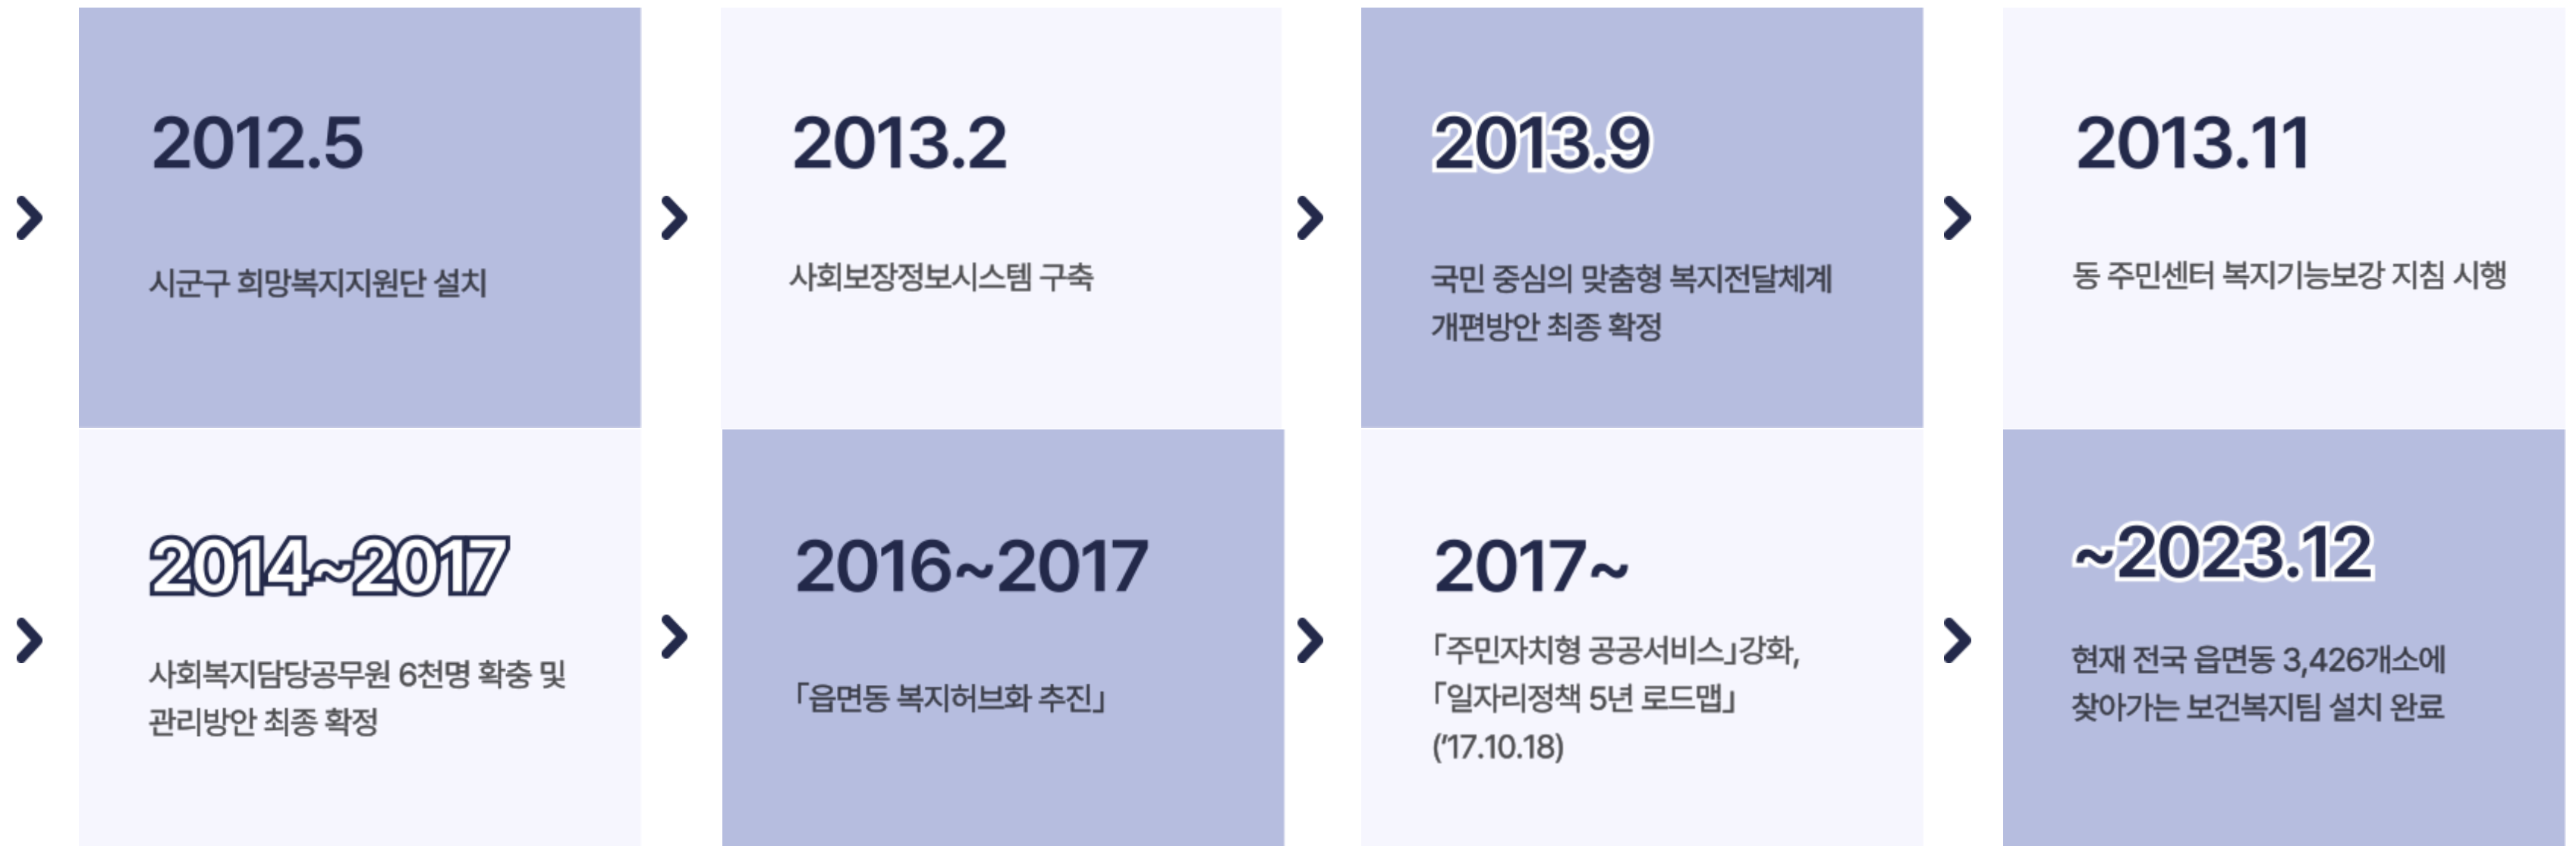 2012.5
시군구 희망복지지원단 설치
2013.2
사회보장정보시스템 구축
2013.9
국민 중심의 맞춤형 복지전달체계
개편방안 최종 확정
2013.11
동 주민센터 복지기능보강 지침 시행
2014~2017
사회복지담당공무원 6천명 확충 및
관리방안 최종 확정
2016~2017
「읍면동 복지허브화 추진」
2017~
「주민자치형 공공서비스」강화,
「일자리정책 5년 로드맵」
('17.10.18)
~2023.12
현재 전국 읍면동 3,426개소에
찾아가는 보건복지팀 설치 완료